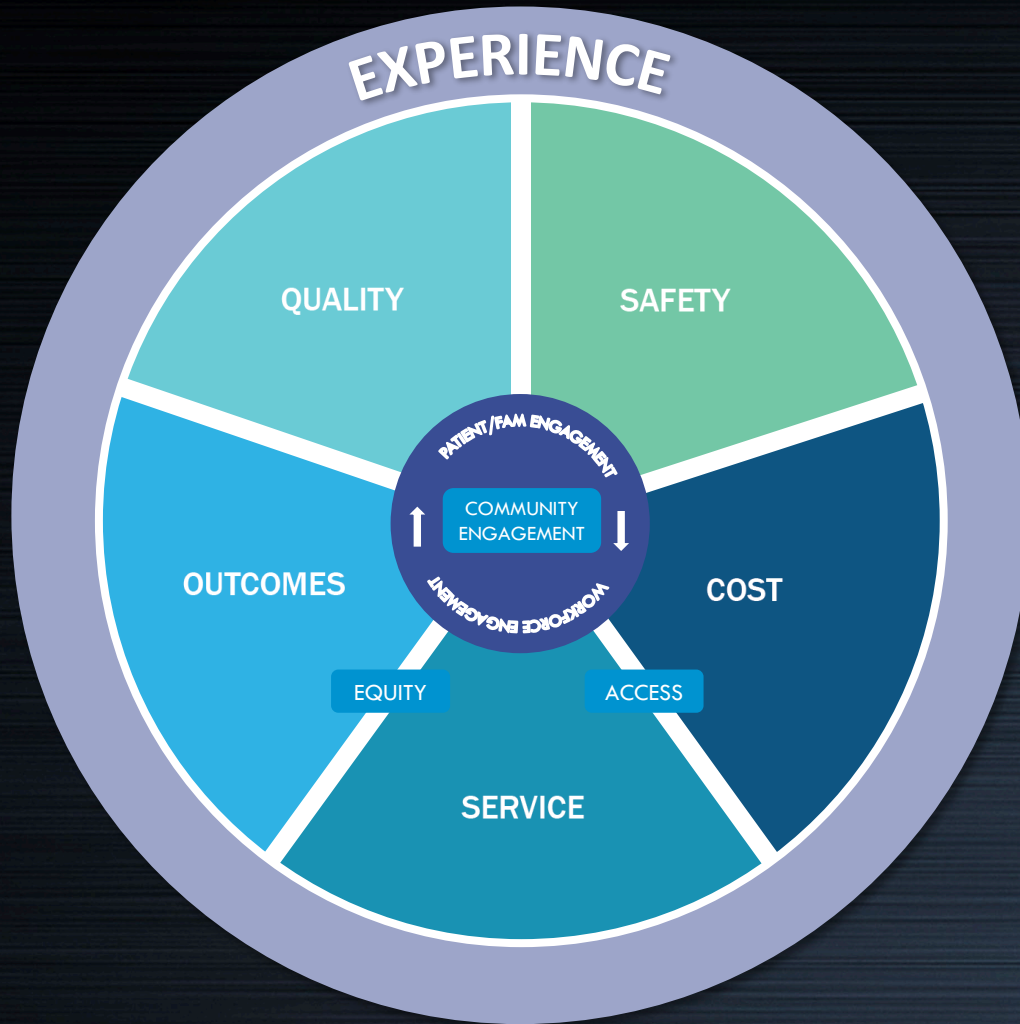 EXPERIENCE
QUALITY
SAFETY
PATIENT/FAM ENGAGEMENT
COMMUNITY
ENGAGEMENT
WORKFORCE ENGAGEMENT
OUTCOMES
COST
EQUITY
ACCESS
SERVICE